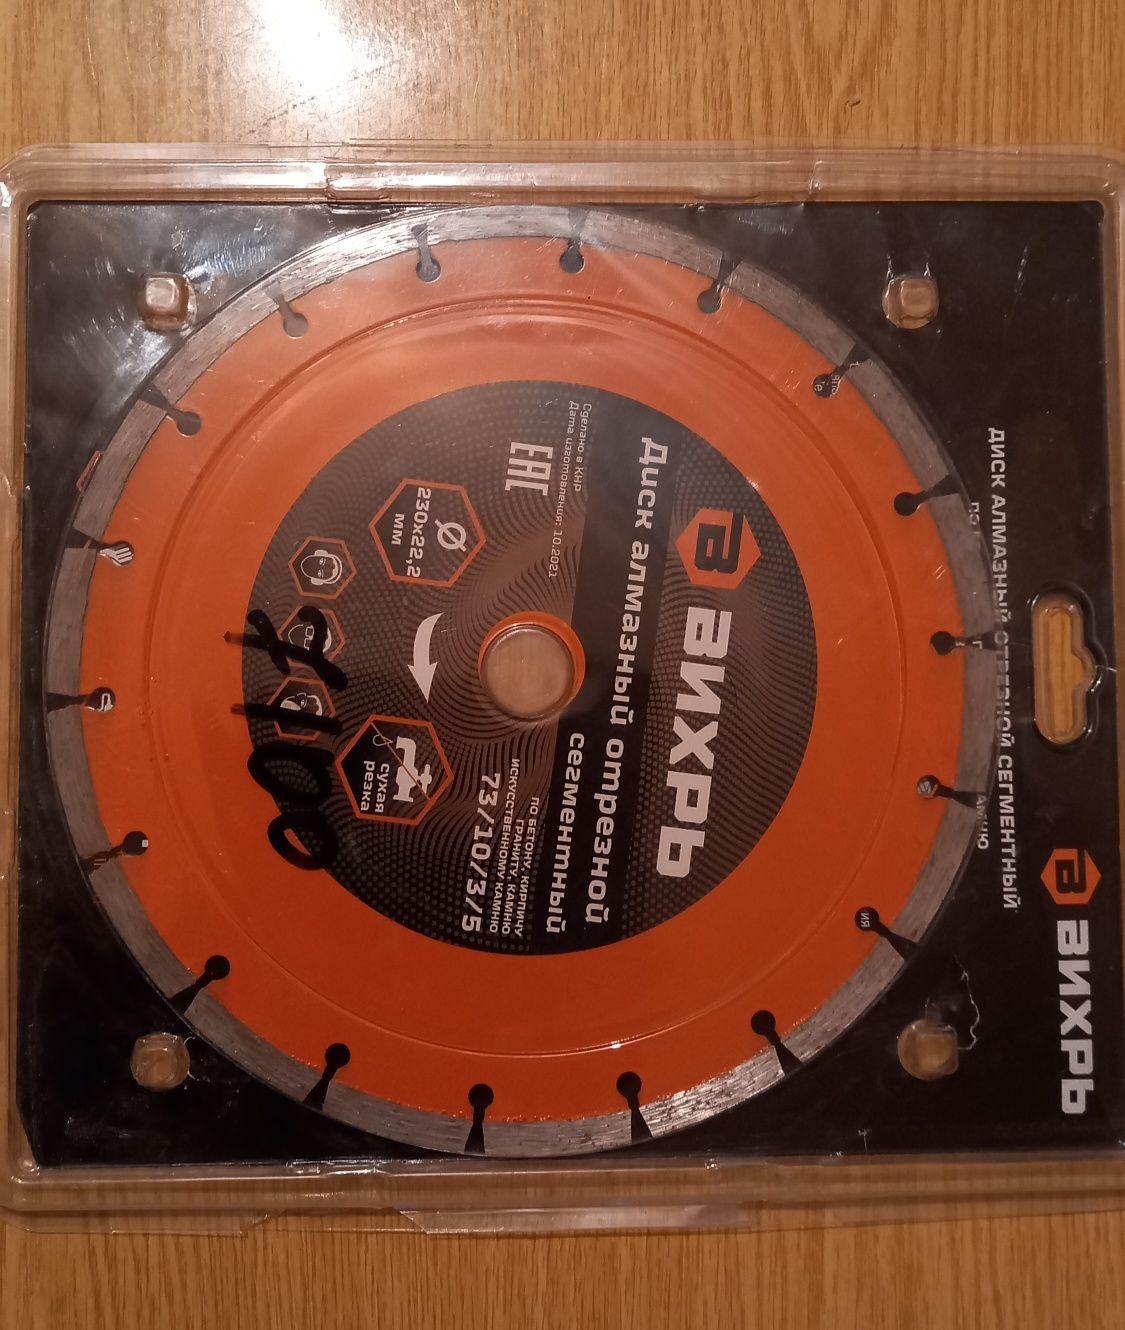 ВИХРЬ
ДИСК АЛМАЗНЫЙ ОТРЕЗНОЙ СЕГМЕНТНЫЙ
ВИХРЬ
Диск алмазный отрезной
сегментный
Сделано в КНР
Дата изготовления: 10.2021
ЕАС
ПО БЕТОНУ, КИРПИЧУ
ГРАНИТУ, КАМНЮ
ИСКУССТВЕННОМУ КАМНЮ
73/10/3/5
Ø
230x22,2
мм
сухая
резка